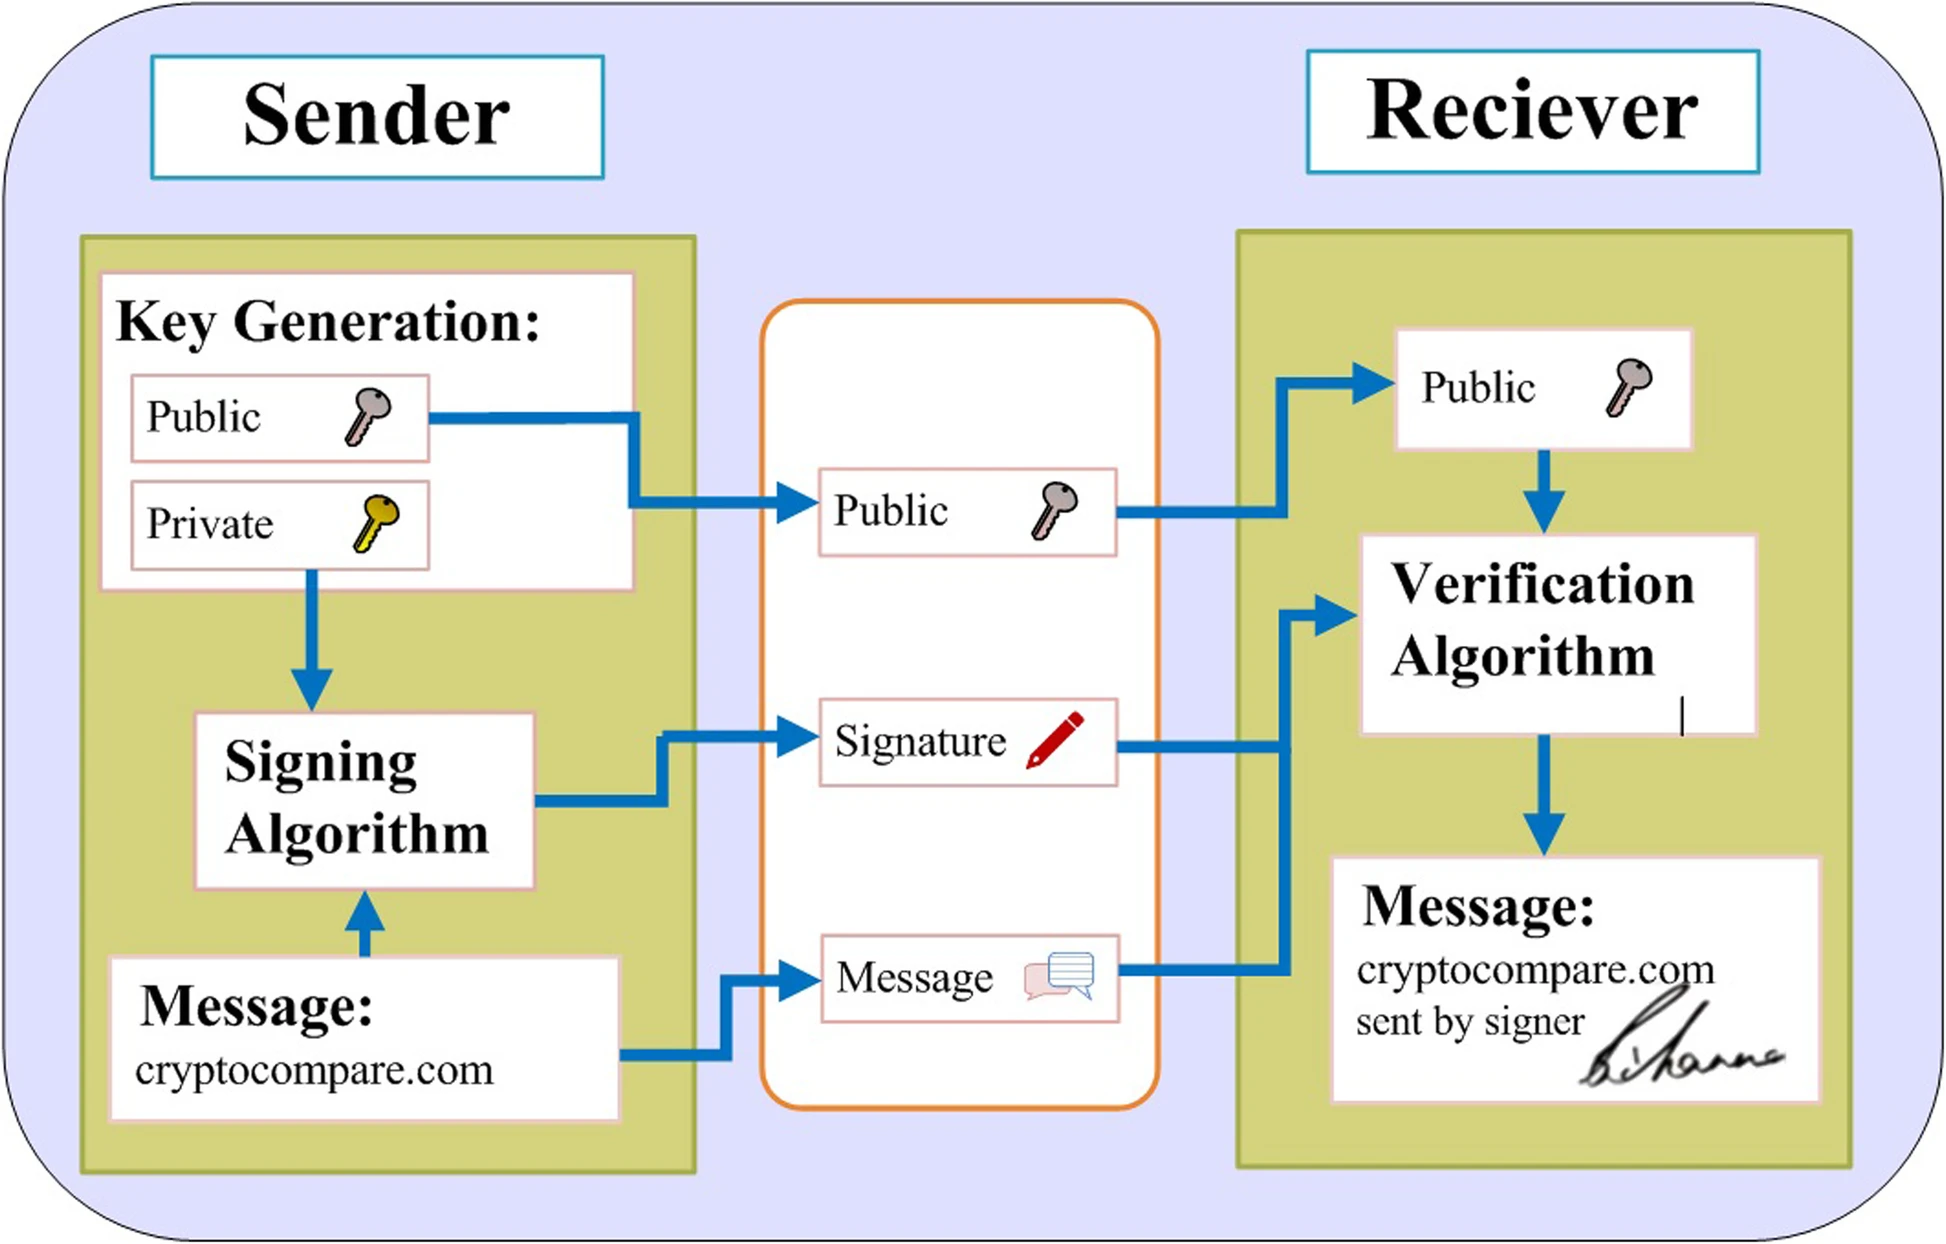 Sender
Reciever
Key Generation:
Public
Private
Signing
Algorithm
Message:
cryptocompare.com
Public
Signature
Message
Public
Verification
Algorithm
Message:
cryptocompare.com
sent by signer
Rihanna